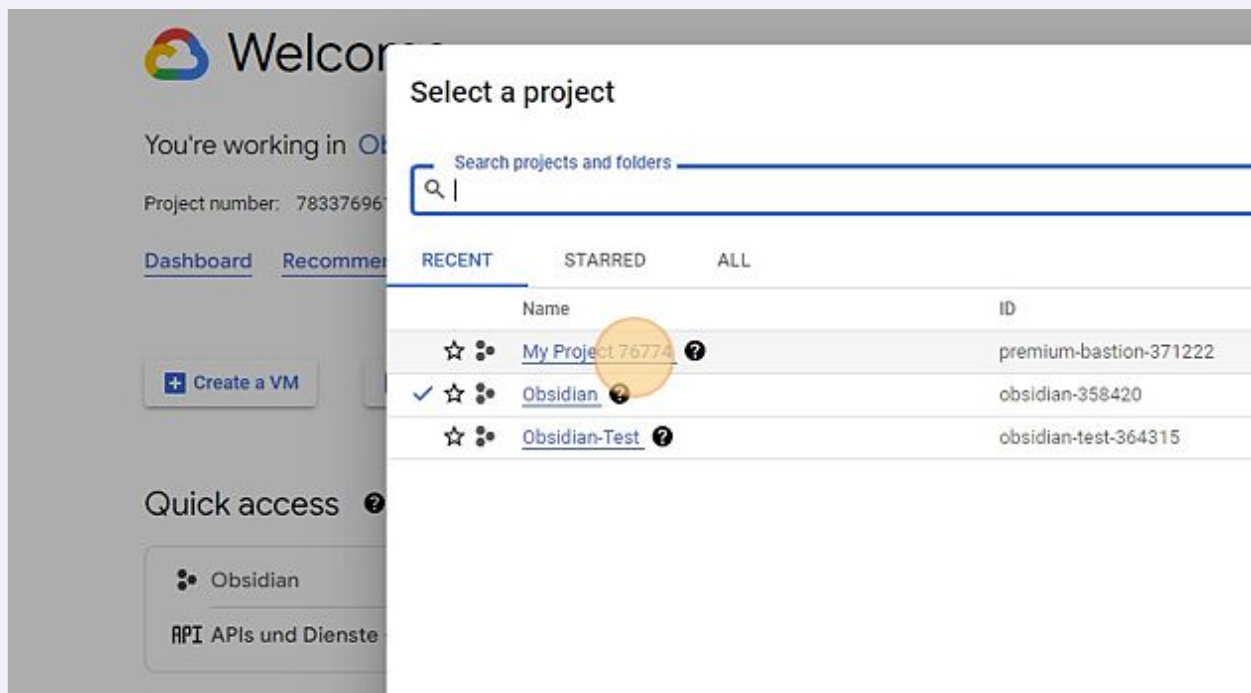 Welcome
Select a project
You're working in Ob
Search projects and folders
Project number: 78337696
Dashboard Recommen
RECENT STARRED ALL
Name ID
My Project 76774 premium-bastion-371222
Create a VM
Obsidian obsidian-358420
Obsidian-Test obsidian-test-364315
Quick access
Obsidian
API APIs und Dienste